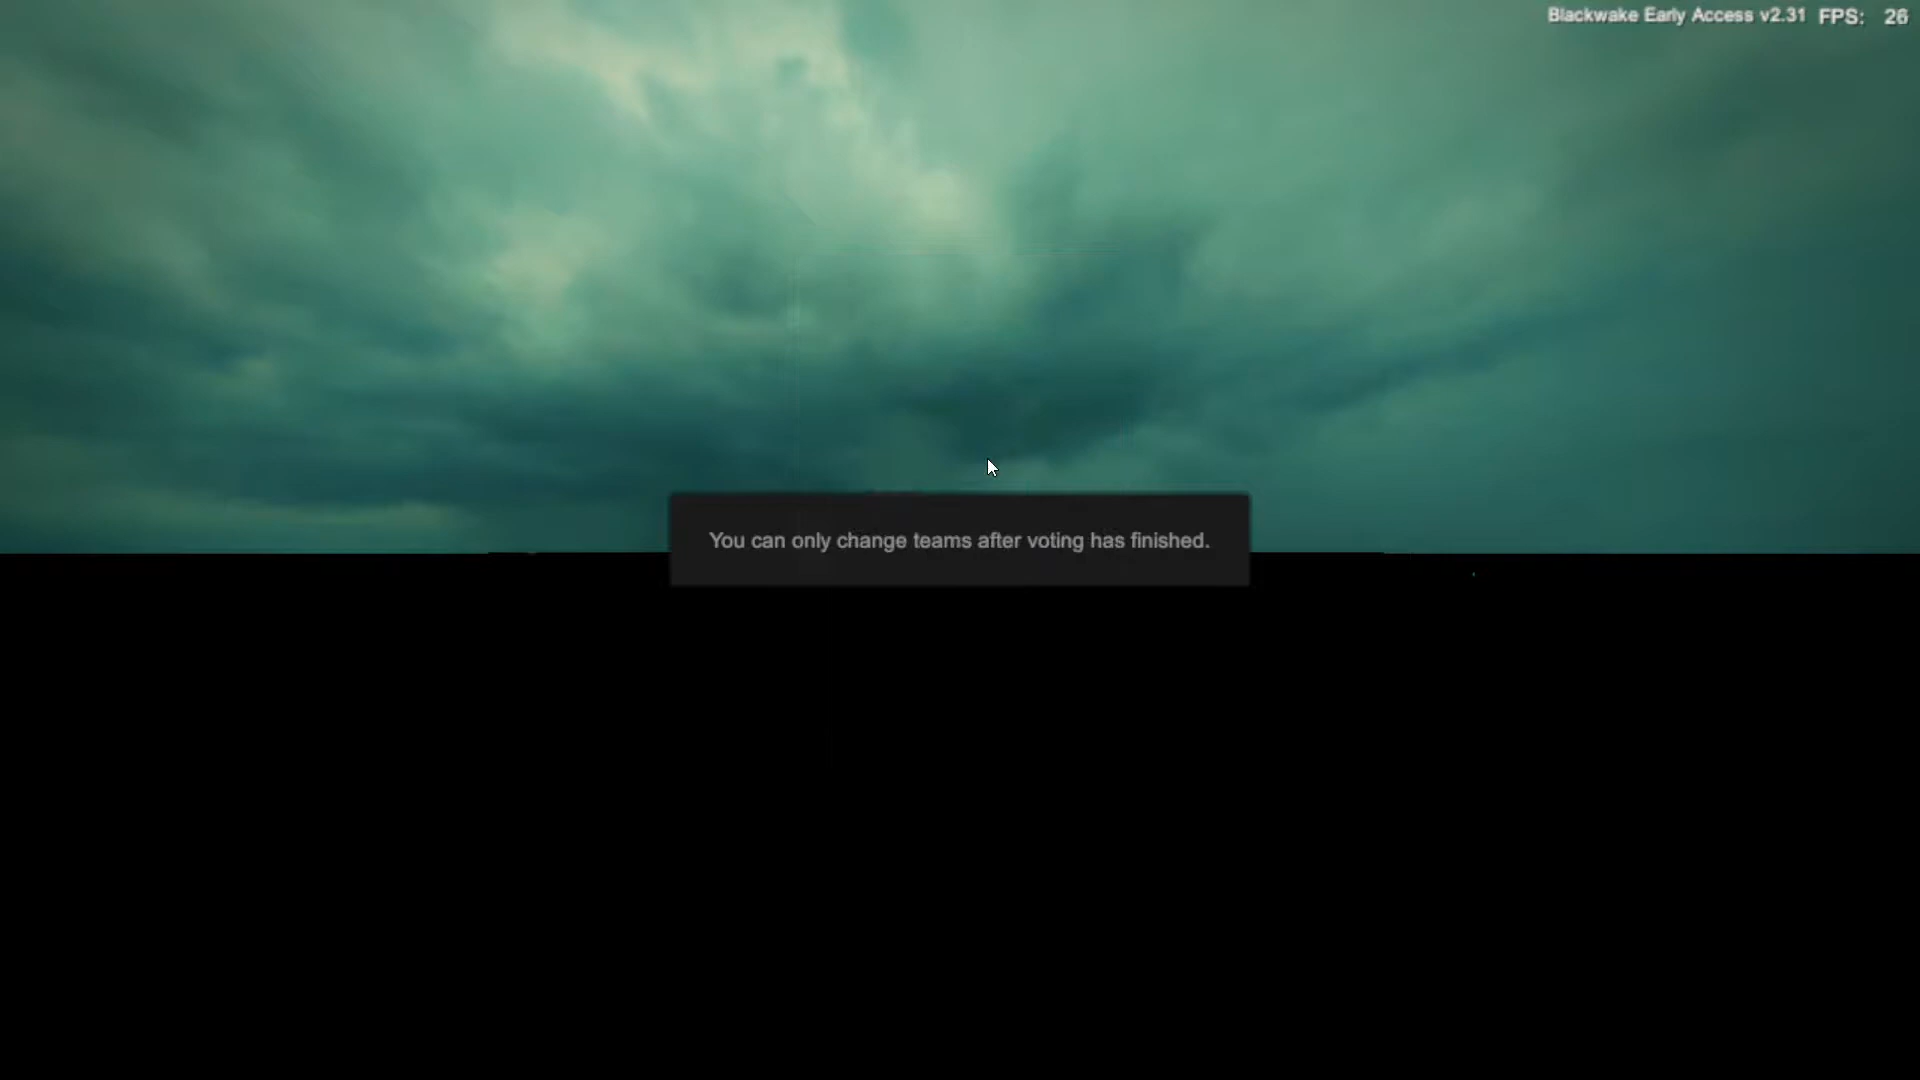 Blackwake Early Access v2.31 FPS: 26
You can only change teams after voting has finished.